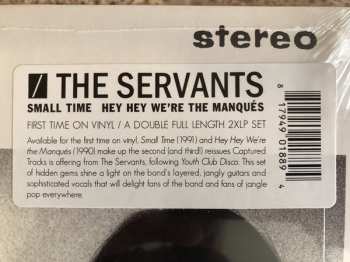 stereo
THE SERVANTS
SMALL TIME HEY HEY WE'RE THE MANQUÉS
FIRST TIME ON VINYL / A DOUBLE FULL LENGTH 2XLP SET
Available for the first time on vinyl, Small Time (1991) and Hey Hey We're
the Manqués (1990) make up the second (and third!) reissues Captured
Tracks is offering from The Servants, following Youth Club Disco. This set
of hidden gems shine a light on the band's layered, jangly guitars and
sophisticated vocals that will delight fans of the band and fans of jangle
pop everywhere.
8 17949 01889 4